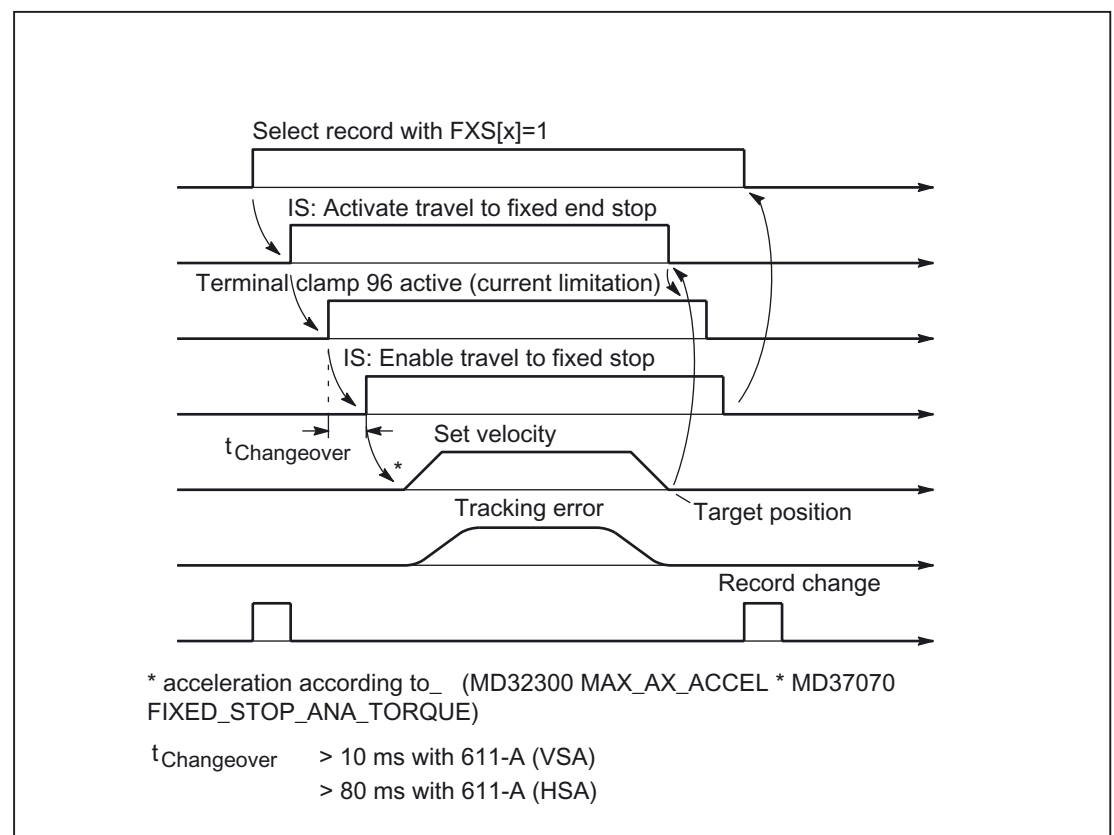 Select record with FXS[x]=1
IS: Activate travel to fixed end stop
Terminal clamp 96 active (current limitation)
IS: Enable travel to fixed stop
tChangeover
*
Set velocity
Target position
Tracking error
Record change
* acceleration according to_ (MD32300 MAX_AX_ACCEL * MD37070
FIXED_STOP_ANA_TORQUE)
tChangeover > 10 ms with 611-A (VSA)
> 80 ms with 611-A (HSA)